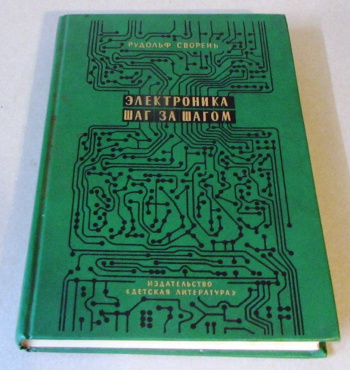 РУДОЛЬФ СВОРЕНЬ
ЭЛЕКТРОНИКА
ШАГ ЗА ШАГОМ
ИЗДАТЕЛЬСТВО
«ДЕТСКАЯ ЛИТЕРАТУРА»